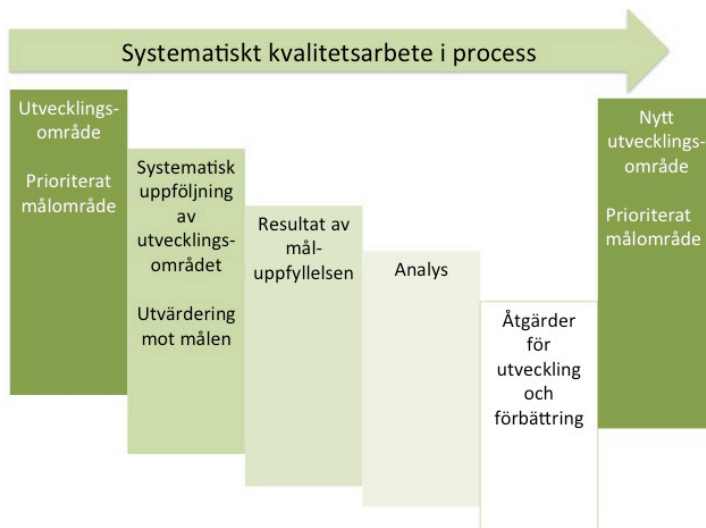 Systematiskt kvalitetsarbete i process
Utvecklings-
område
Prioriterat
målområde
Systematisk
uppföljning
av
utvecklings-
området
Utvärdering
mot målen
Resultat av
mål-
uppfyllelsen
Analys
Åtgärder
för
utveckling
och
förbättring
Nytt
utvecklings-
område
Prioriterat
målområde